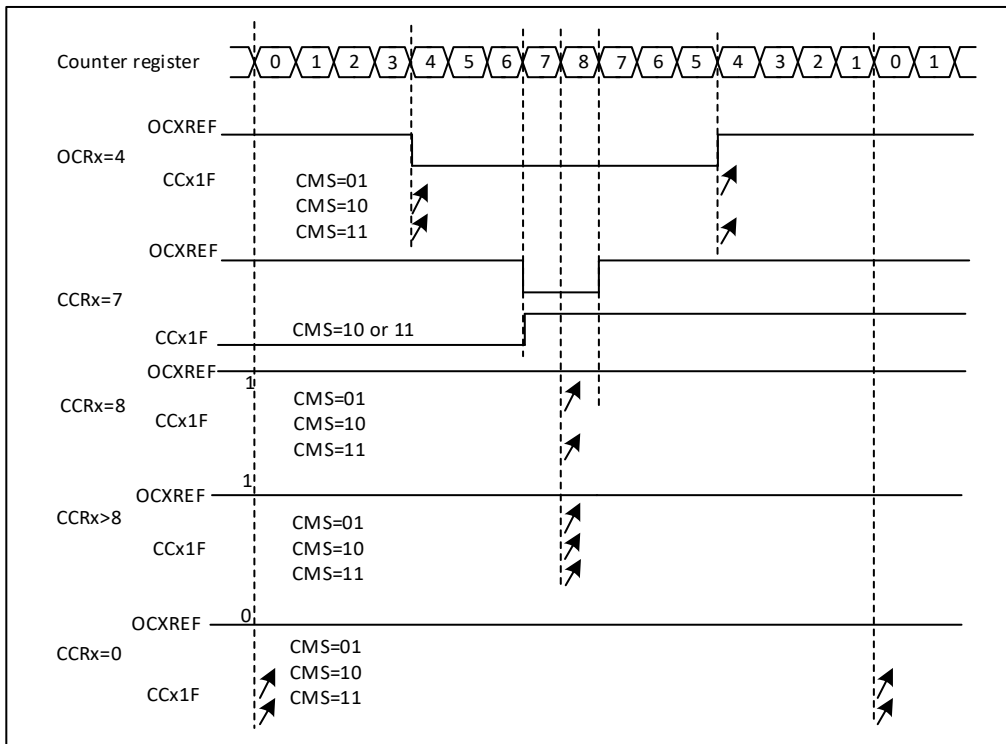 Counter register 0 1 2 3 4 5 6 7 8 7 6 5 4 3 2 1 0 1
OCXREF
OCRx=4
CCx1F
CMS=01
CMS=10
CMS=11
OCXREF
CCRx=7
CCx1F
CMS=10 or 11
OCXREF
1
CCRx=8
CCx1F
CMS=01
CMS=10
CMS=11
OCXREF
1
CCRx>8
CCx1F
CMS=01
CMS=10
CMS=11
OCXREF
0
CCRx=0
CCx1F
CMS=01
CMS=10
CMS=11